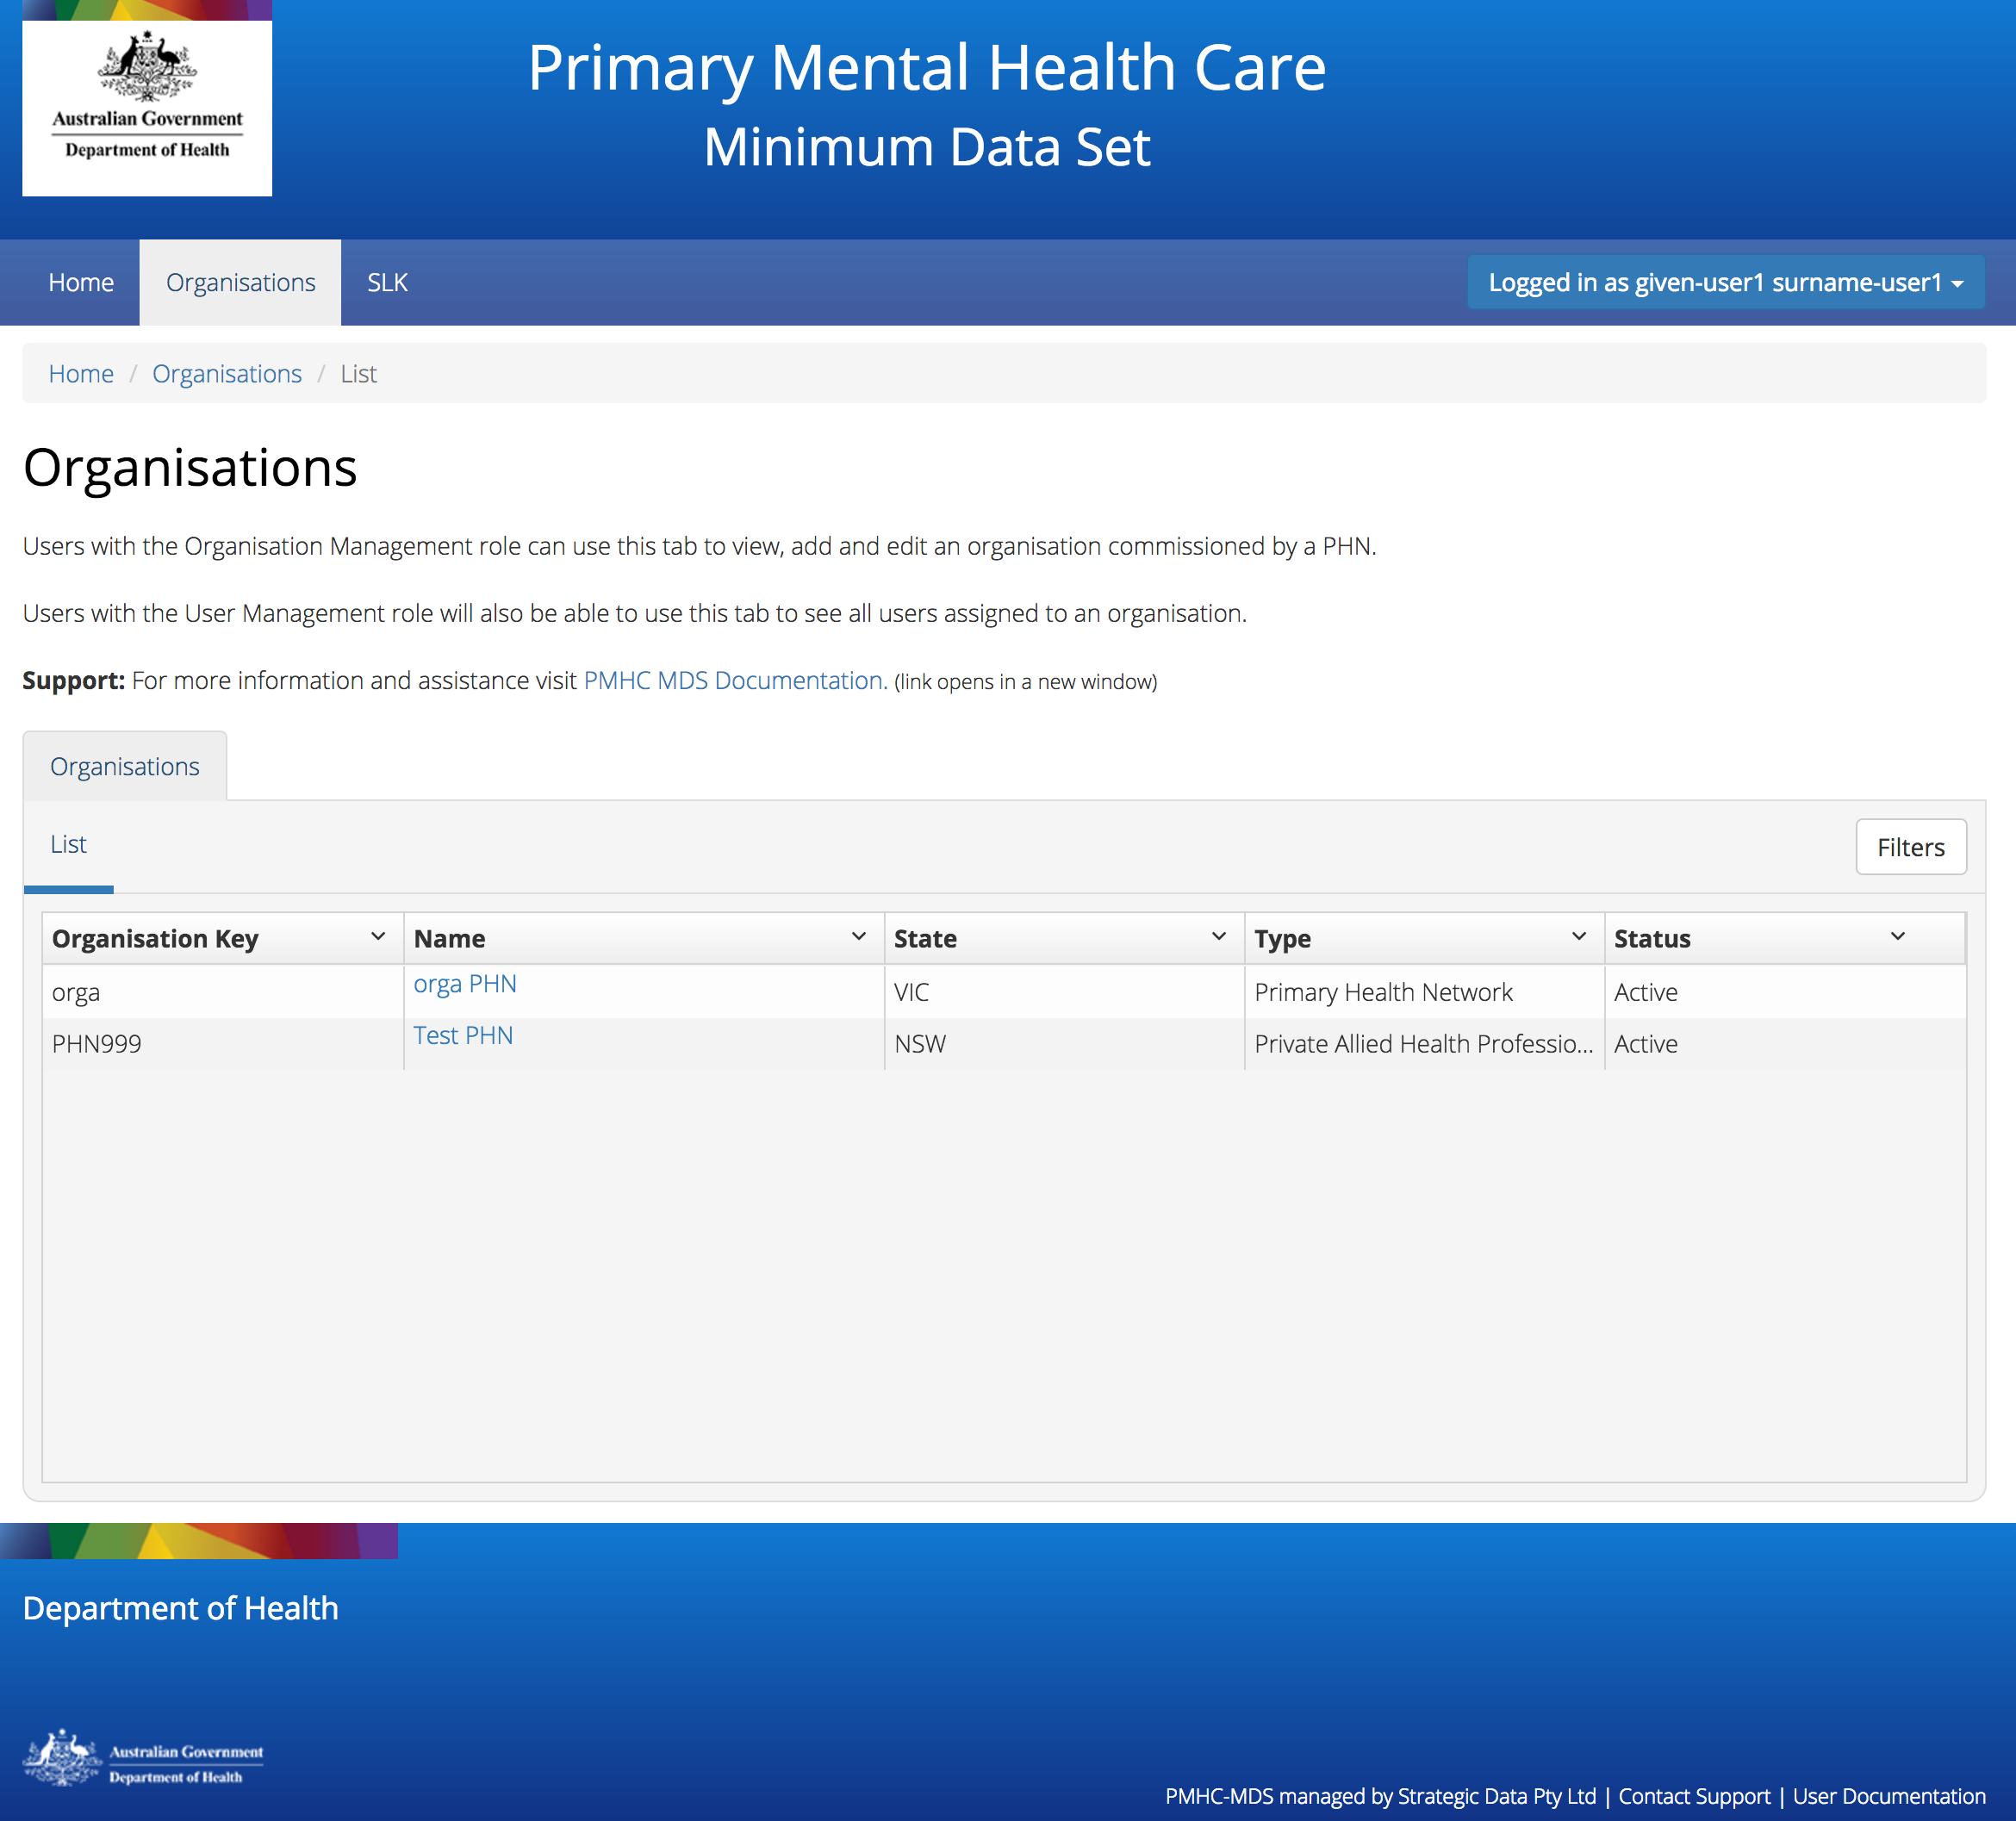 Australian Government
Department of Health
Primary Mental Health Care
Minimum Data Set
Home Organisations SLK Logged in as given-user1 surname-user1
Home / Organisations / List
Organisations
Users with the Organisation Management role can use this tab to view, add and edit an organisation commissioned by a PHN.
Users with the User Management role will also be able to use this tab to see all users assigned to an organisation.
Support: For more information and assistance visit PMHC MDS Documentation. (link opens in a new window)
Organisations
List Filters
Organisation Key Name State Type Status
orga orga PHN VIC Primary Health Network Active
PHN999 Test PHN NSW Private Allied Health Professio... Active
Department of Health
Australian Government
Department of Health
PMHC-MDS managed by Strategic Data Pty Ltd | Contact Support | User Documentation